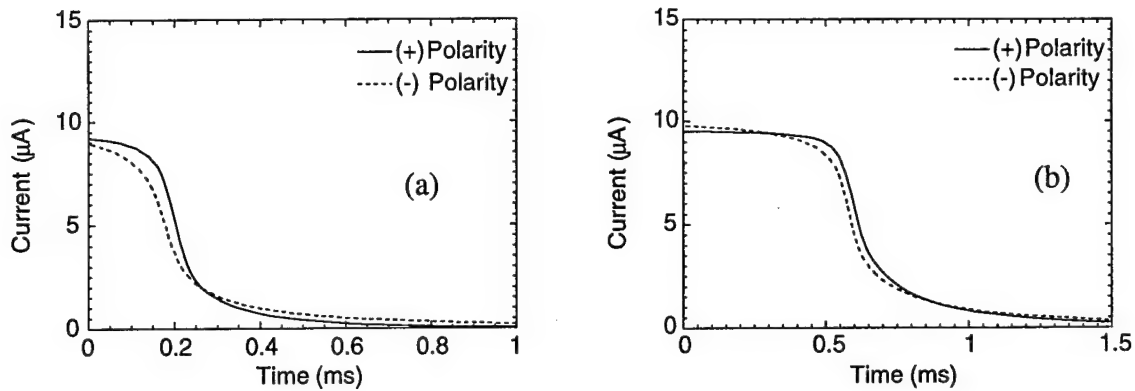 15
10
5
0
Current (μA)
(+) Polarity
(-) Polarity
(a)
0 0.2 0.4 0.6 0.8 1
Time (ms)
15
10
5
0
Current (μA)
(+) Polarity
(-) Polarity
(b)
0 0.5 1 1.5
Time (ms)